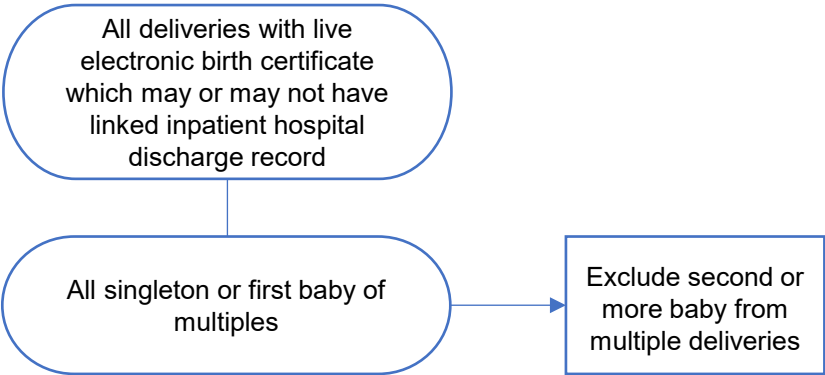 All deliveries with live
electronic birth certificate
which may or may not have
linked inpatient hospital
discharge record
All singleton or first baby of
multiples
Exclude second or
more baby from
multiple deliveries